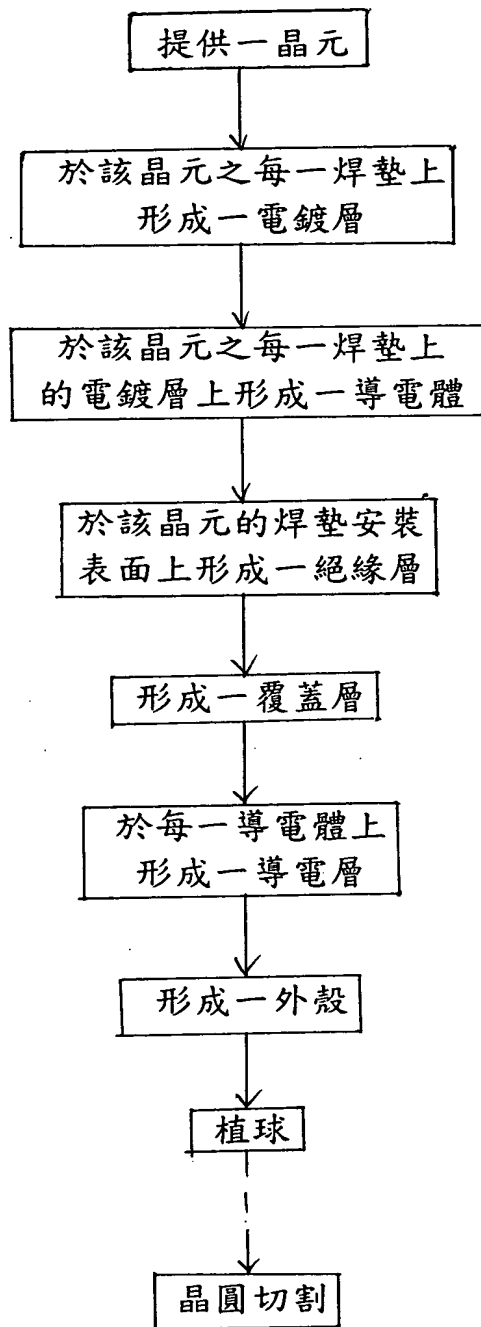 提供一晶元
於該晶元之每一焊墊上
形成一電鍍層
於該晶元之每一焊墊上
的電鍍層上形成一導電體
於該晶元的焊墊安裝
表面上形成一絕緣層
形成一覆蓋層
於每一導電體上
形成一導電層
形成一外殼
植球
晶圓切割